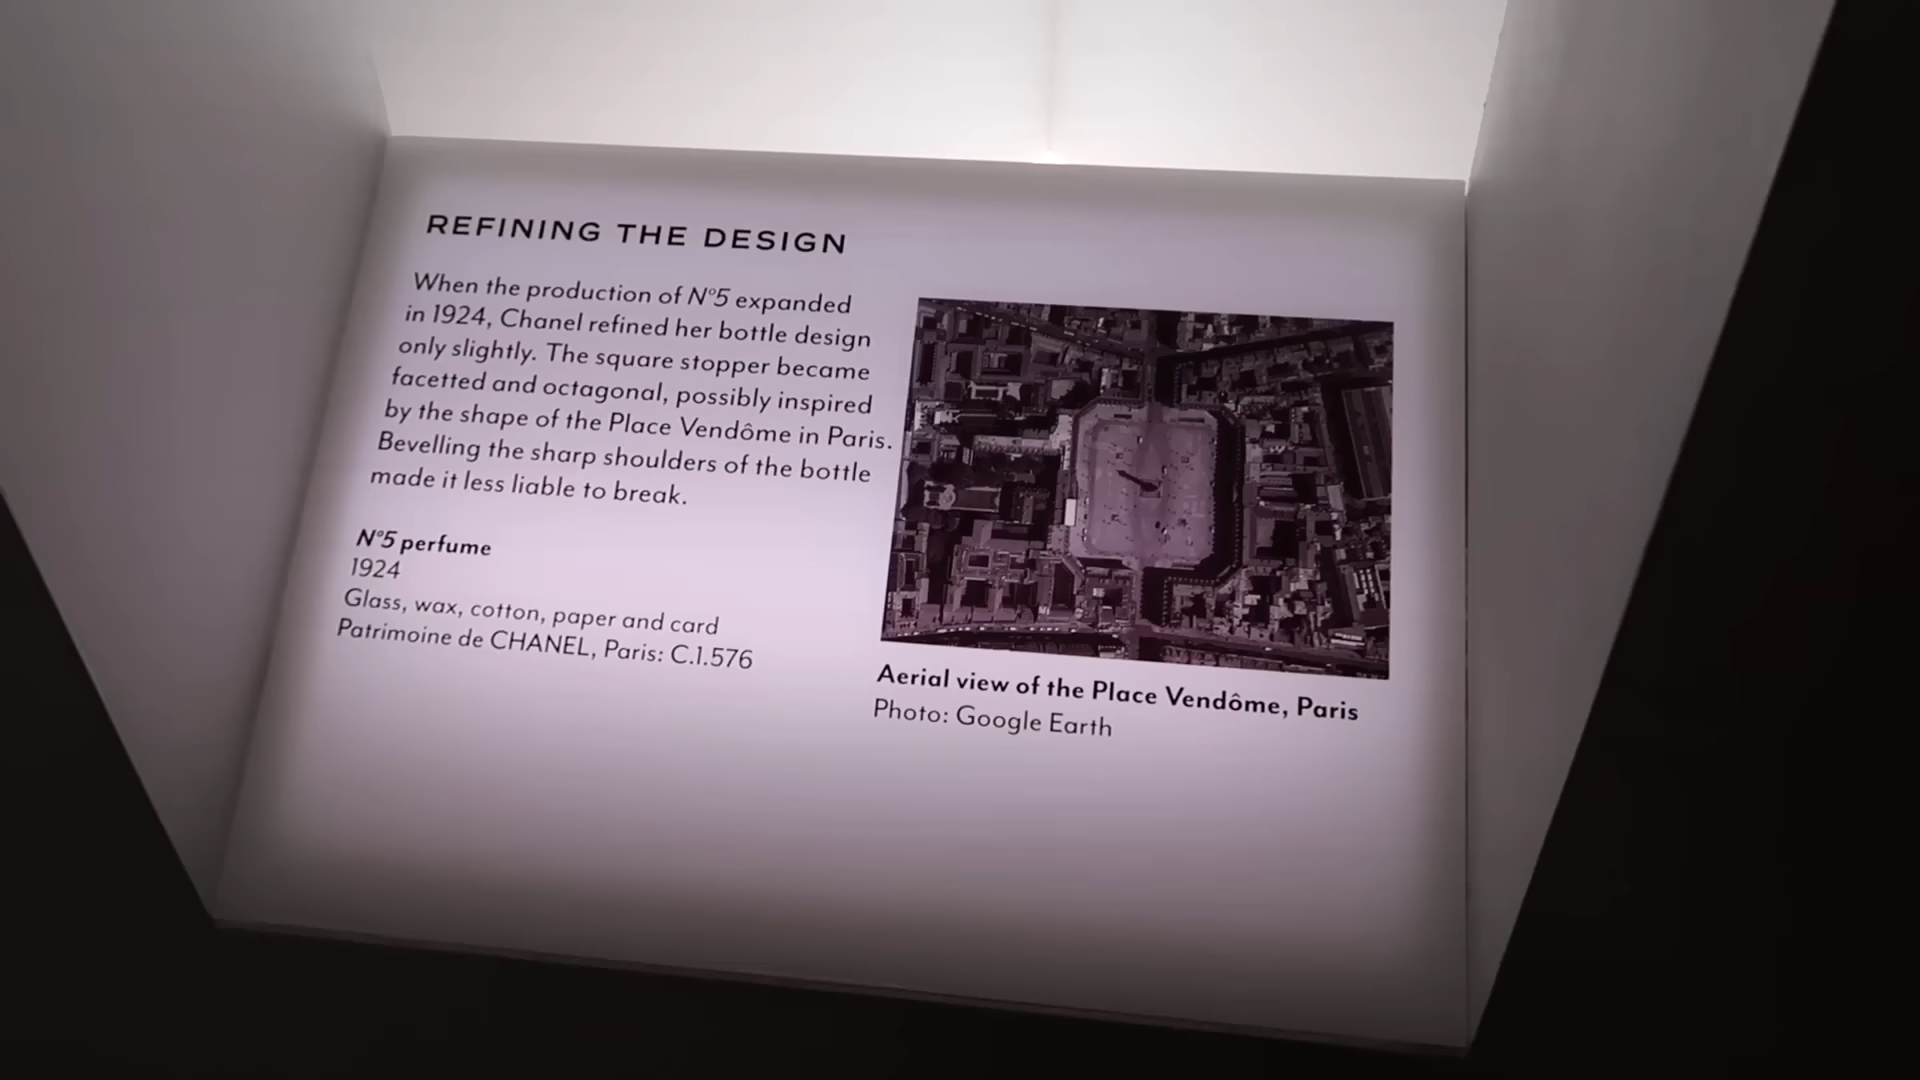 REFINING THE DESIGN
When the production of N°5 expanded
in 1924, Chanel refined her bottle design
only slightly. The square stopper became
facetted and octagonal, possibly inspired
by the shape of the Place Vendôme in Paris.
Bevelling the sharp shoulders of the bottle
made it less liable to break.
N°5 perfume
1924
Glass, wax, cotton, paper and card
Patrimoine de CHANEL, Paris: C.1.576
Aerial view of the Place Vendôme, Paris
Photo: Google Earth